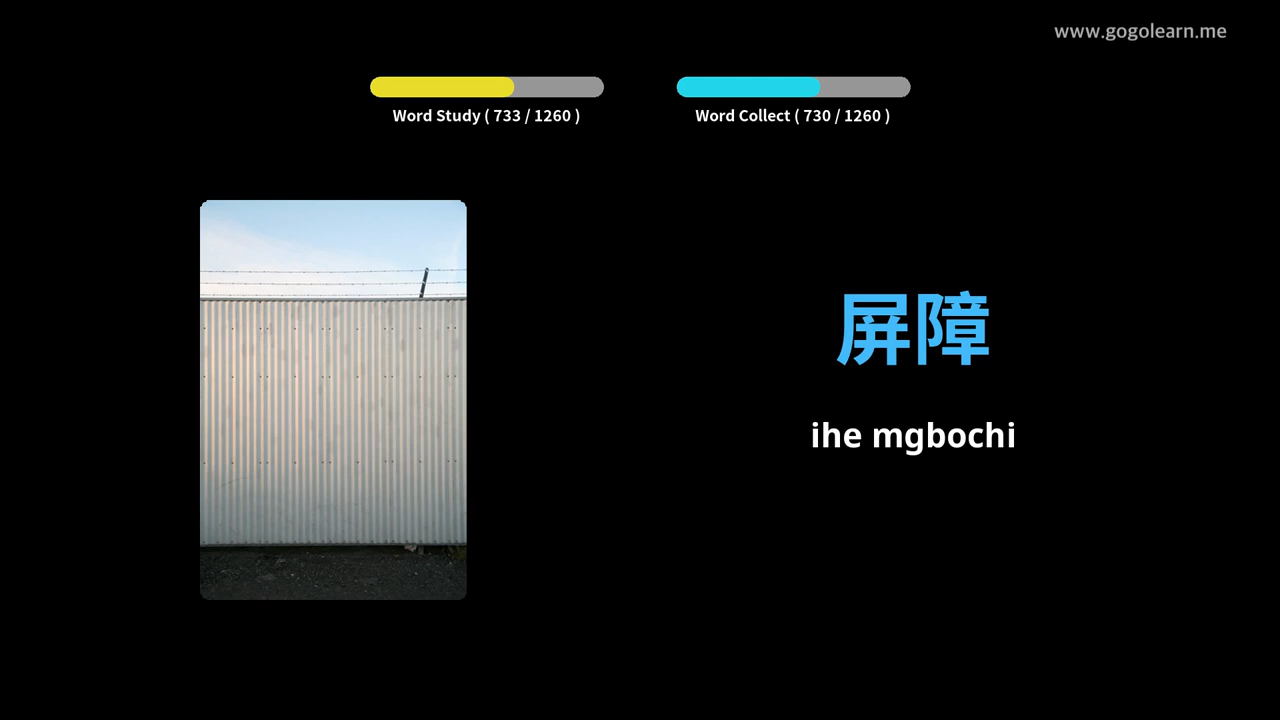 www.gogolearn.me
Word Study ( 733 / 1260 )
Word Collect ( 730 / 1260 )
屏障
ihe mgbochi